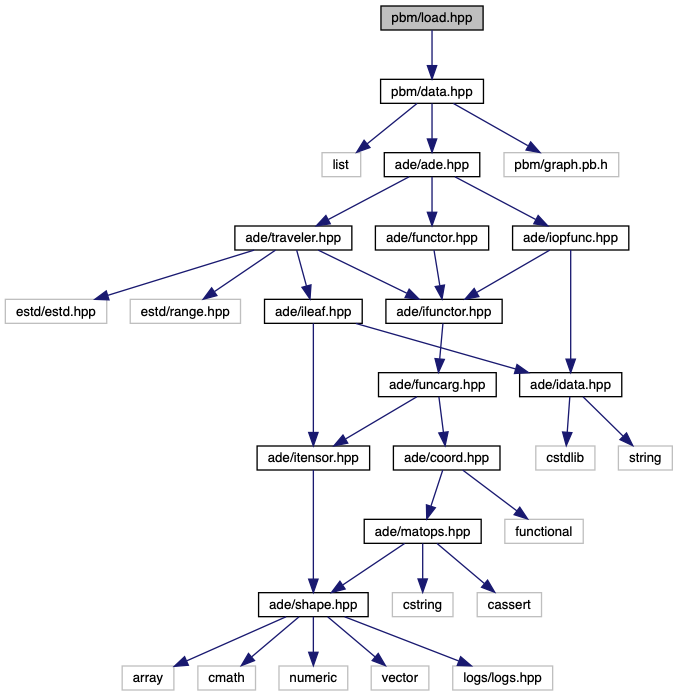 pbm/load.hpp
pbm/data.hpp
list
ade/ade.hpp
pbm/graph.pb.h
ade/traveler.hpp
ade/functor.hpp
ade/iopfunc.hpp
estd/estd.hpp
estd/range.hpp
ade/ileaf.hpp
ade/ifunctor.hpp
ade/funcarg.hpp
ade/idata.hpp
ade/itensor.hpp
ade/coord.hpp
cstdlib
string
ade/matops.hpp
functional
ade/shape.hpp
cstring
cassert
array
cmath
numeric
vector
logs/logs.hpp